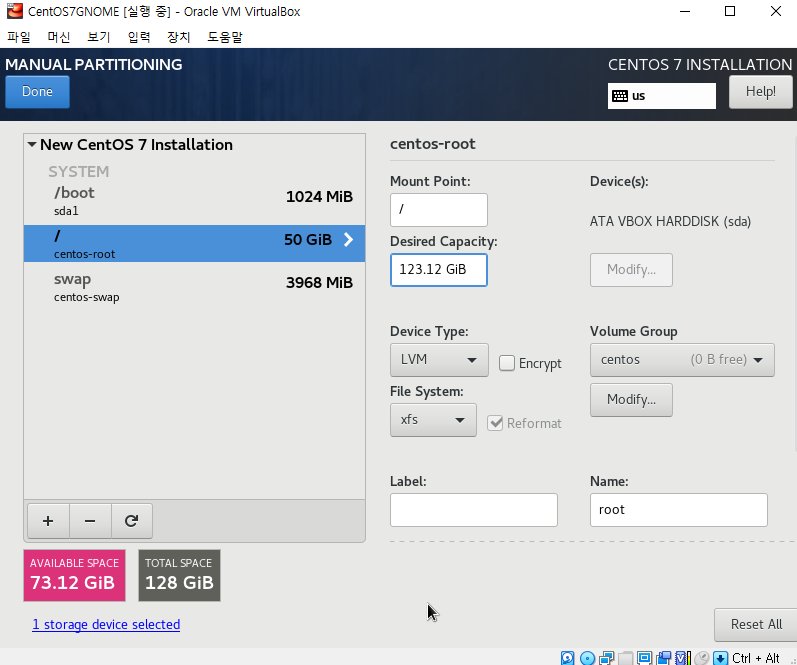 CentOS7GNOME [실행 중] - Oracle VM VirtualBox
파일 머신 보기 입력 장치 도움말
MANUAL PARTITIONING
CENTOS 7 INSTALLATION
Done
us
Help!
New CentOS 7 Installation
SYSTEM
/boot
1024 MiB
sda1
/
50 GiB
centos-root
swap
3968 MiB
centos-swap
centos-root
Mount Point:
Device(s):
/
ATA VBOX HARDDISK (sda)
Desired Capacity:
123.12 GiB
Modify...
Device Type:
Volume Group
LVM
Encrypt
centos (0 B free)
File System:
Modify...
xfs
Reformat
Label:
Name:
root
AVAILABLE SPACE
73.12 GiB
TOTAL SPACE
128 GiB
1 storage device selected
Reset All
Ctrl + Alt